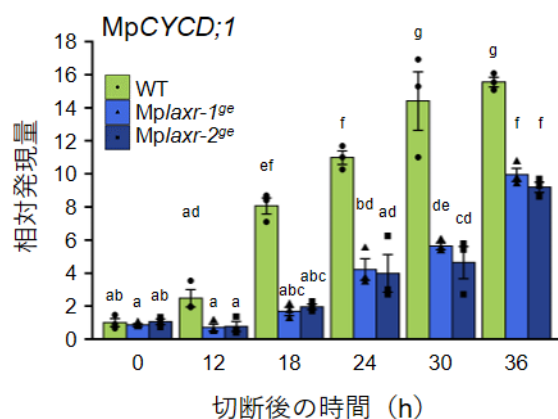 MpCYCD;1
WT
Mplaxr-1ge
Mplaxr-2ge
相対発現量
18
16
14
12
10
8
6
4
2
0
ab a ab
ad a a
ef abc abc
f bd ad
g de cd
g f f
0 12 18 24 30 36
切断後の時間（h）